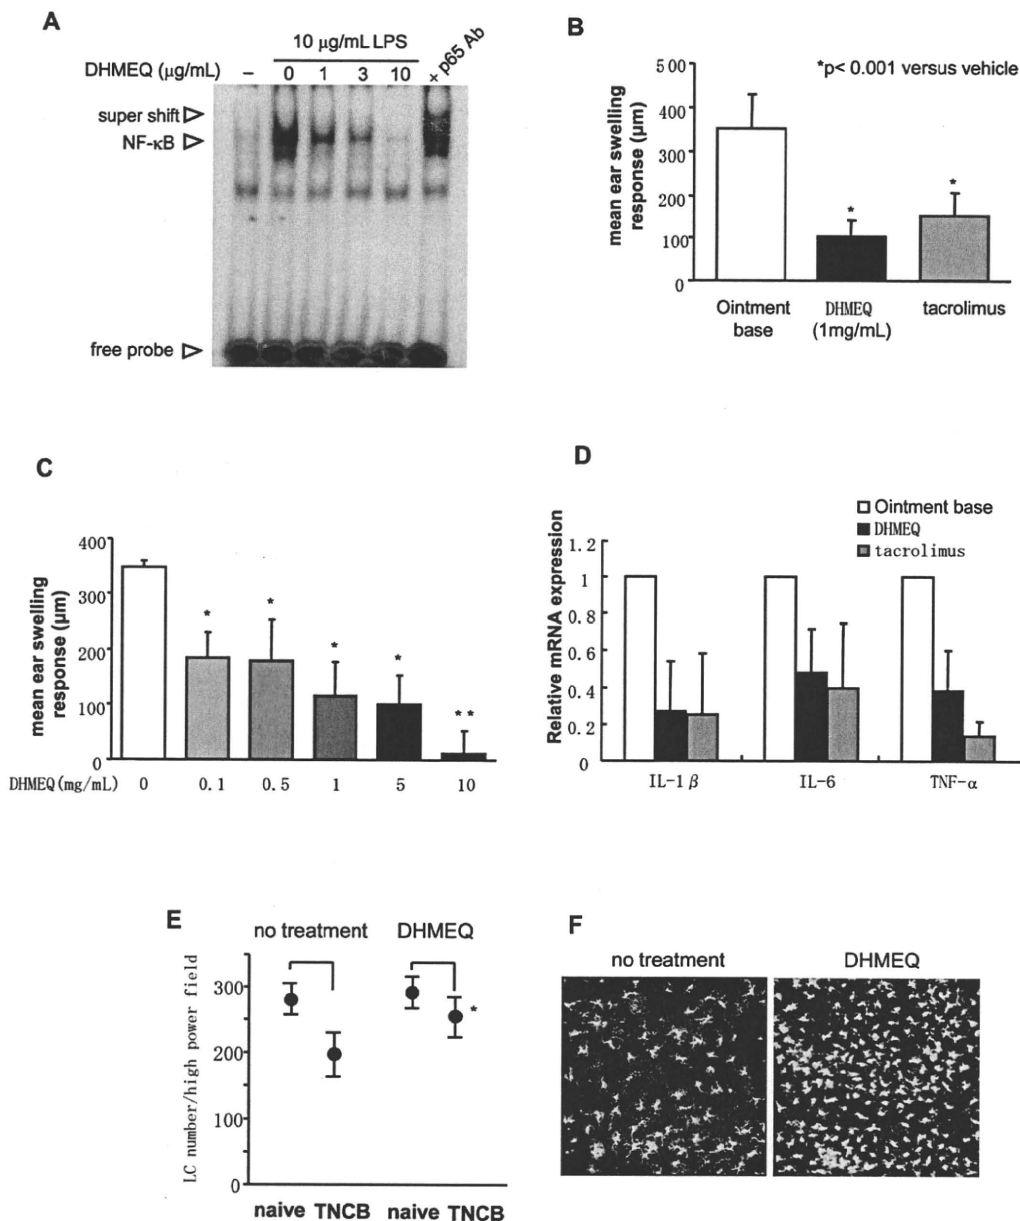 A
10 μg/mL LPS
DHMEQ (μg/mL) – 0 1 3 10 + p65 Ab
super shift
NF-κB
free probe
B
*p< 0.001 versus vehicle
mean ear swelling
response (μm)
500
400
300
200
100
0
*
*
Ointment base
DHMEQ (1mg/mL)
tacrolimus
C
mean ear swelling
response (μm)
400
300
200
100
0
*
*
*
*
**
DHMEQ(mg/mL) 0 0.1 0.5 1 5 10
D
Ointment base
DHMEQ
tacrolimus
Relative mRNA expression
1.2
1
0.8
0.6
0.4
0.2
0
IL-1β IL-6 TNF-α
E
no treatment DHMEQ
LC number/high power field
300
200
100
0
*
naive TNCB naive TNCB
F
no treatment DHMEQ